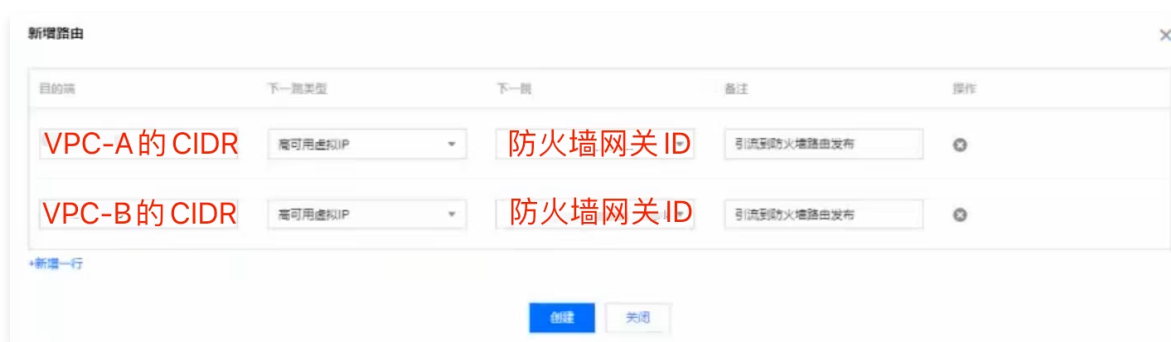 新增路由
目的端 下一跳类型 下一跳 备注 操作
VPC-A的CIDR 高可用虚拟IP 防火墙网关ID 引流到防火墙路由发布
VPC-B的CIDR 高可用虚拟IP 防火墙网关ID 引流到防火墙路由发布
+新增一行
创建 关闭